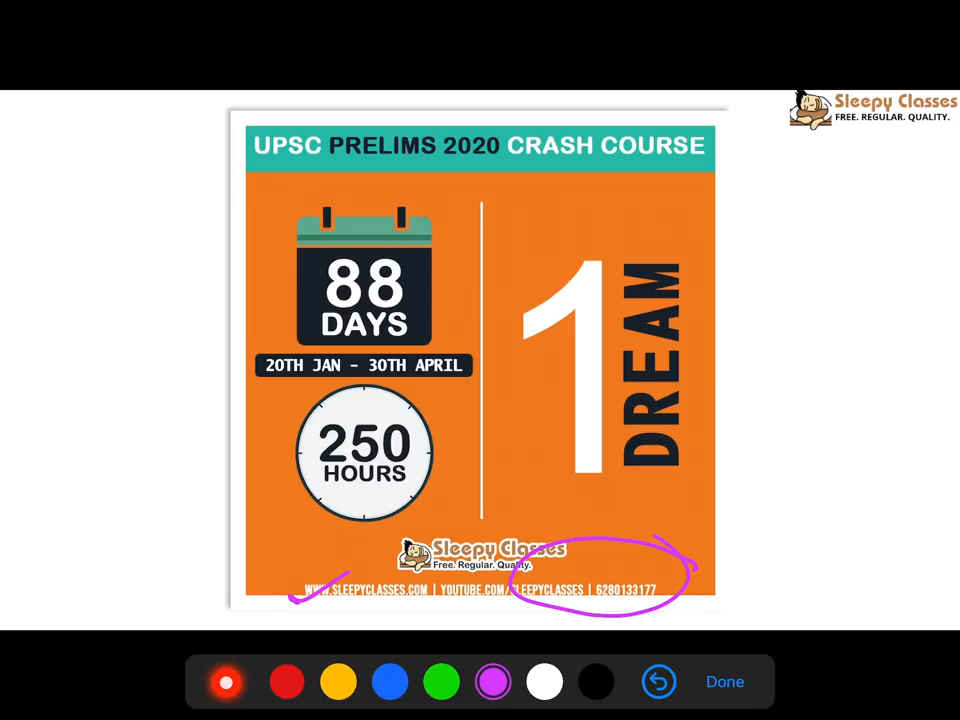 Sleepy Classes
FREE. REGULAR. QUALITY.
UPSC PRELIMS 2020 CRASH COURSE
88
DAYS
20TH JAN - 30TH APRIL
250
HOURS
1
DREAM
Sleepy Classes
Free. Regular. Quality.
WWW.SLEEPYCLASSES.COM | YOUTUBE.COM/SLEEPYCLASSES | 6280133177
Done